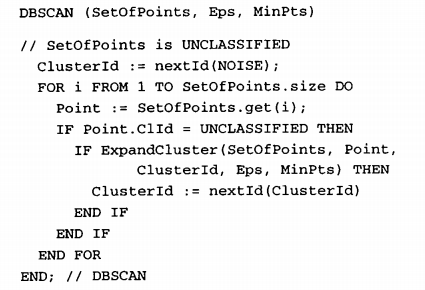 DBSCAN (SetOfPoints, Eps, MinPts)
// SetOfPoints is UNCLASSIFIED
ClusterId := nextId(NOISE);
FOR i FROM 1 TO SetOfPoints.size DO
Point := SetOfPoints.get(i);
IF Point.ClId = UNCLASSIFIED THEN
IF ExpandCluster(SetOfPoints, Point,
ClusterId, Eps, MinPts) THEN
ClusterId := nextId(ClusterId)
END IF
END IF
END FOR
END; // DBSCAN